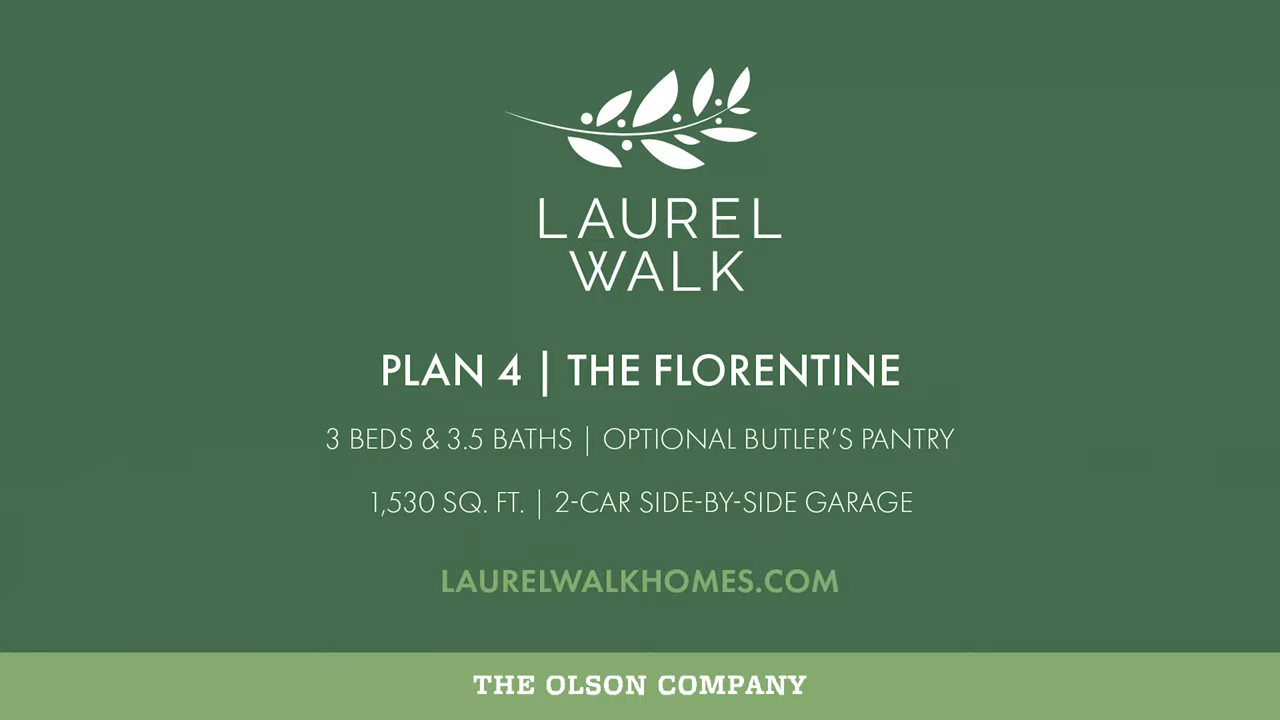 LAUREL
WALK
PLAN 4 | THE FLORENTINE
3 BEDS & 3.5 BATHS | OPTIONAL BUTLER’S PANTRY
1,530 SQ. FT. | 2-CAR SIDE-BY-SIDE GARAGE
LAURELWALKHOMES.COM
THE OLSON COMPANY